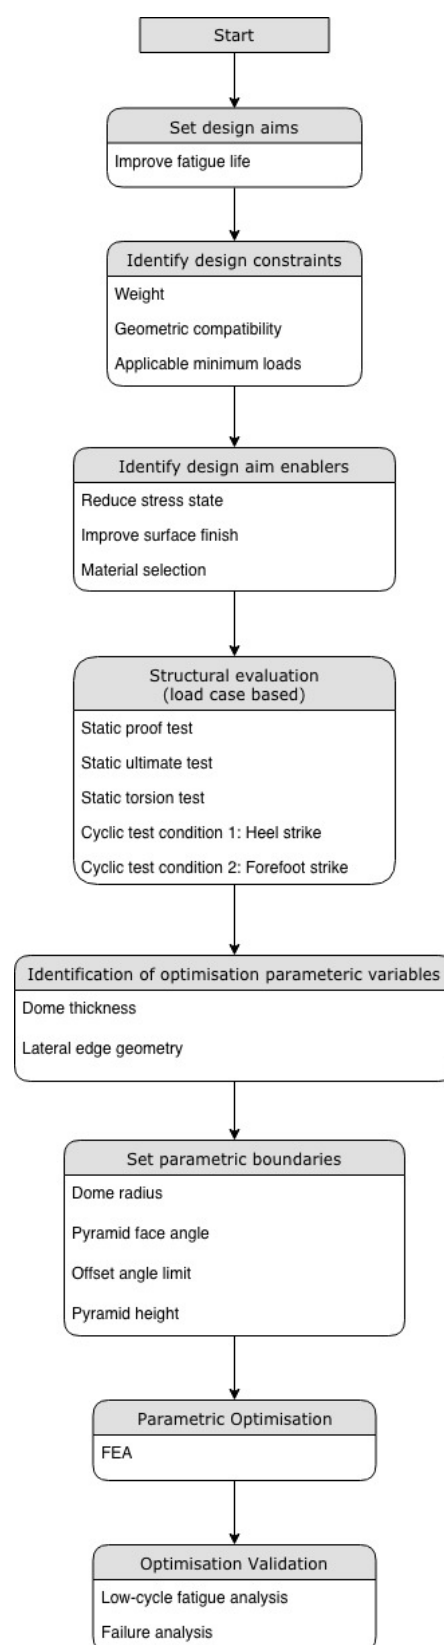 Start
Set design aims
Improve fatigue life
Identify design constraints
Weight
Geometric compatibility
Applicable minimum loads
Identify design aim enablers
Reduce stress state
Improve surface finish
Material selection
Structural evaluation
(load case based)
Static proof test
Static ultimate test
Static torsion test
Cyclic test condition 1: Heel strike
Cyclic test condition 2: Forefoot strike
Identification of optimisation parameteric variables
Dome thickness
Lateral edge geometry
Set parametric boundaries
Dome radius
Pyramid face angle
Offset angle limit
Pyramid height
Parametric Optimisation
FEA
Optimisation Validation
Low-cycle fatigue analysis
Failure analysis